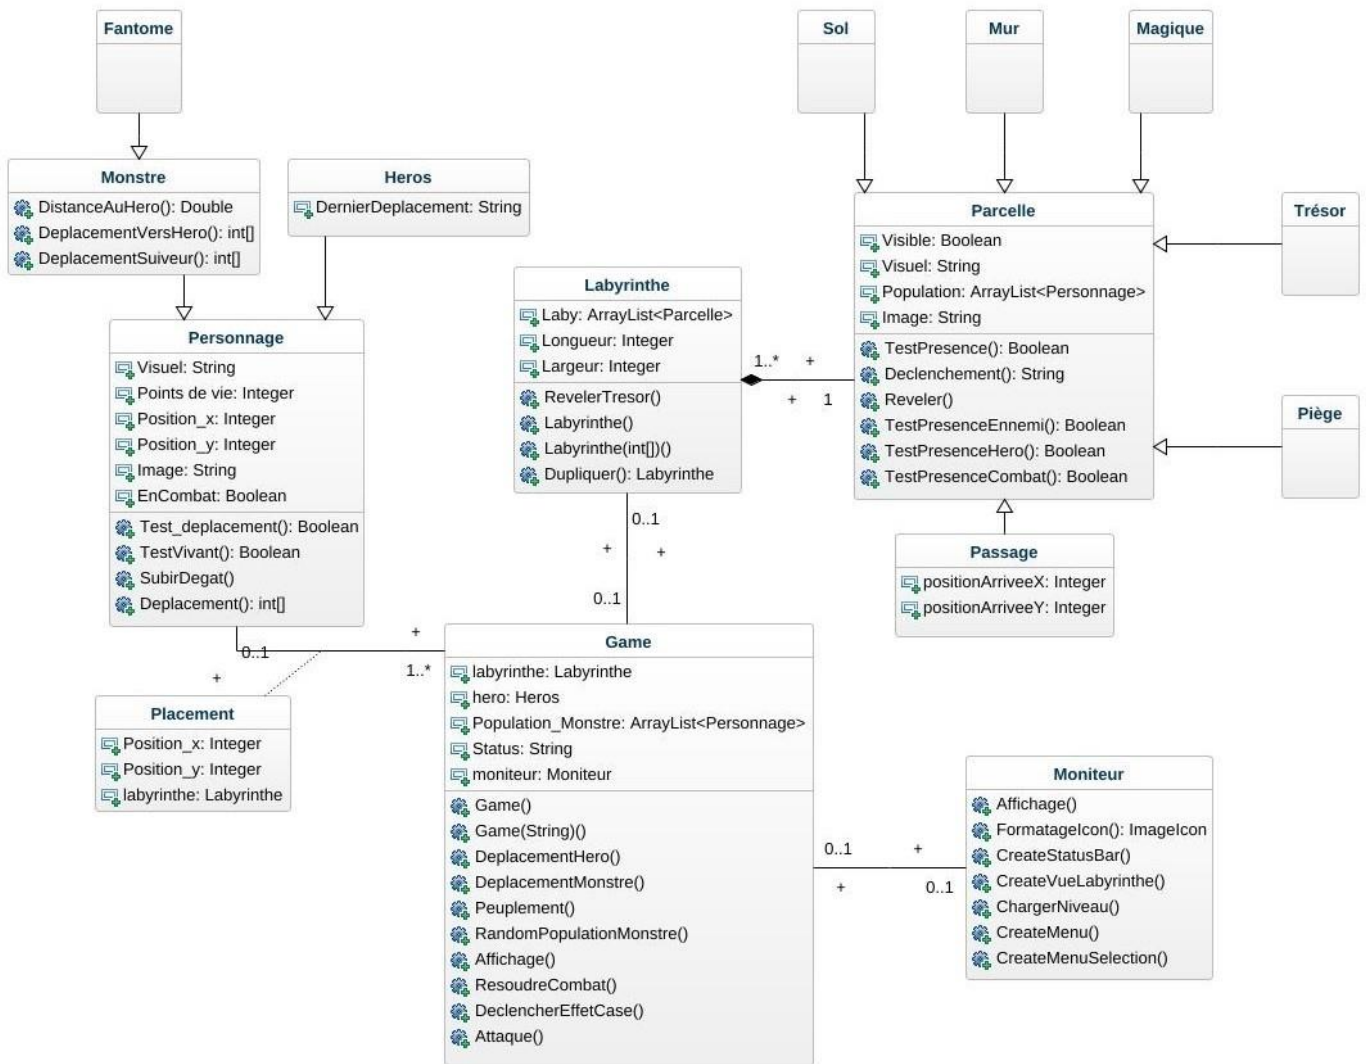 Fantome
Sol
Mur
Magique
Monstre
DistanceAuHero(): Double
DeplacementVersHero(): int[]
DeplacementSuiveur(): int[]
Heros
DernierDeplacement: String
Parcelle
Visible: Boolean
Visuel: String
Population: ArrayList<Personnage>
Image: String
TestPresence(): Boolean
Declenchement(): String
Reveler()
TestPresenceEnnemi(): Boolean
TestPresenceHero(): Boolean
TestPresenceCombat(): Boolean
Trésor
Labyrinthe
Laby: ArrayList<Parcelle>
Longueur: Integer
Largeur: Integer
RevelerTresor()
Labyrinthe()
Labyrinthe(int[])()
Dupliquer(): Labyrinthe
1..* +
+ 1
Piège
Personnage
Visuel: String
Points de vie: Integer
Position_x: Integer
Position_y: Integer
Image: String
EnCombat: Boolean
Test_deplacement(): Boolean
TestVivant(): Boolean
SubirDegat()
Deplacement(): int[]
0..1
+ +
0..1
Passage
positionArriveeX: Integer
positionArriveeY: Integer
+
0..1
1..*
+
Placement
Position_x: Integer
Position_y: Integer
labyrinthe: Labyrinthe
Game
labyrinthe: Labyrinthe
hero: Heros
Population_Monstre: ArrayList<Personnage>
Status: String
moniteur: Moniteur
Game()
Game(String)()
DeplacementHero()
DeplacementMonstre()
Peuplement()
RandomPopulationMonstre()
Affichage()
ResoudreCombat()
DeclencherEffetCase()
Attaque()
0..1 +
+ 0..1
Moniteur
Affichage()
FormatageIcon(): ImageIcon
CreateStatusBar()
CreateVueLabyrinthe()
ChargerNiveau()
CreateMenu()
CreateMenuSelection()